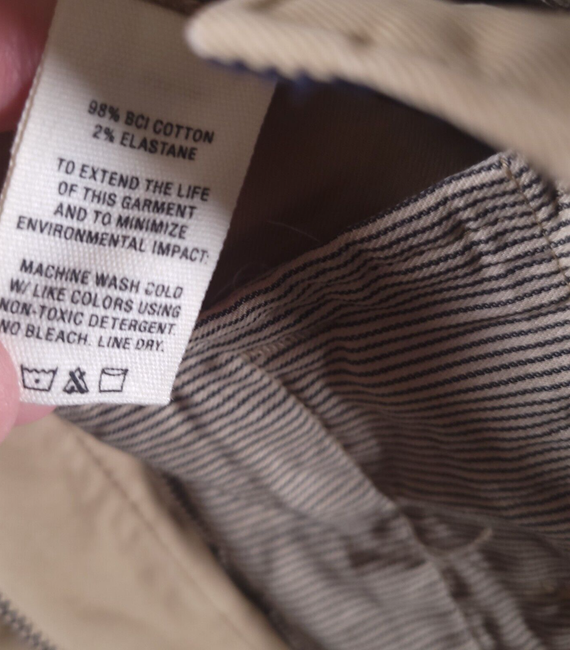 98% BCI COTTON
2% ELASTANE
TO EXTEND THE LIFE
OF THIS GARMENT
AND TO MINIMIZE
ENVIRONMENTAL IMPACT:
MACHINE WASH COLD
W/ LIKE COLORS USING
NON-TOXIC DETERGENT
NO BLEACH. LINE DRY.